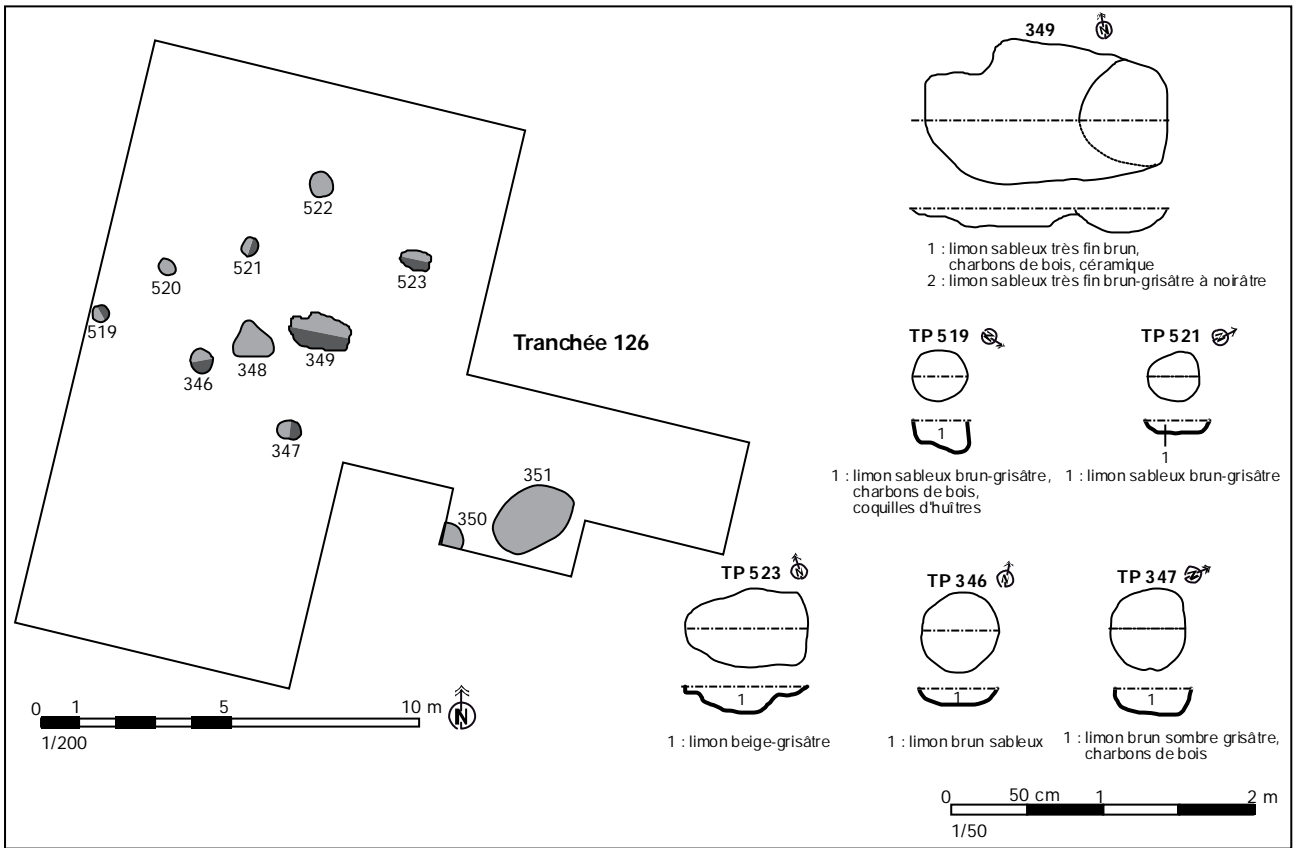 349
N
522
521
520
523
519
346
348
349
Tranchée 126
347
351
350
1 : limon sableux très fin brun,
charbons de bois, céramique
2 : limon sableux très fin brun-grisâtre à noirâtre
TP 519 N
TP 521 N
1
1
1 : limon sableux brun-grisâtre,
charbons de bois,
coquilles d'huîtres
1 : limon sableux brun-grisâtre
TP 523 N
TP 346 N
TP 347 N
1
1
1
1 : limon beige-grisâtre
1 : limon brun sableux
1 : limon brun sombre grisâtre,
charbons de bois
0 1 5 10 m
N
1/200
0 50 cm 1 2 m
1/50